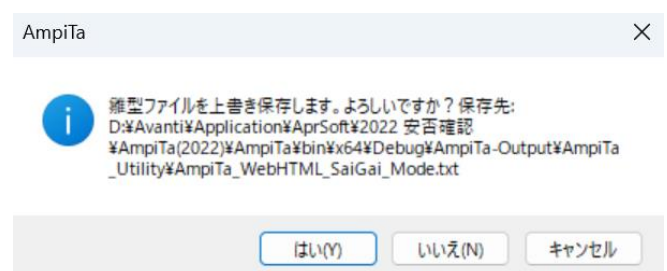 AmpiTa
雛型ファイルを上書き保存します。よろしいですか？保存先:
D:¥Avanti¥Application¥AprSoft¥2022 安否確認
¥AmpiTa(2022)¥AmpiTa¥bin¥x64¥Debug¥AmpiTa-Output¥AmpiTa
_Utility¥AmpiTa_WebHTML_SaiGai_Mode.txt
はい(Y) いいえ(N) キャンセル